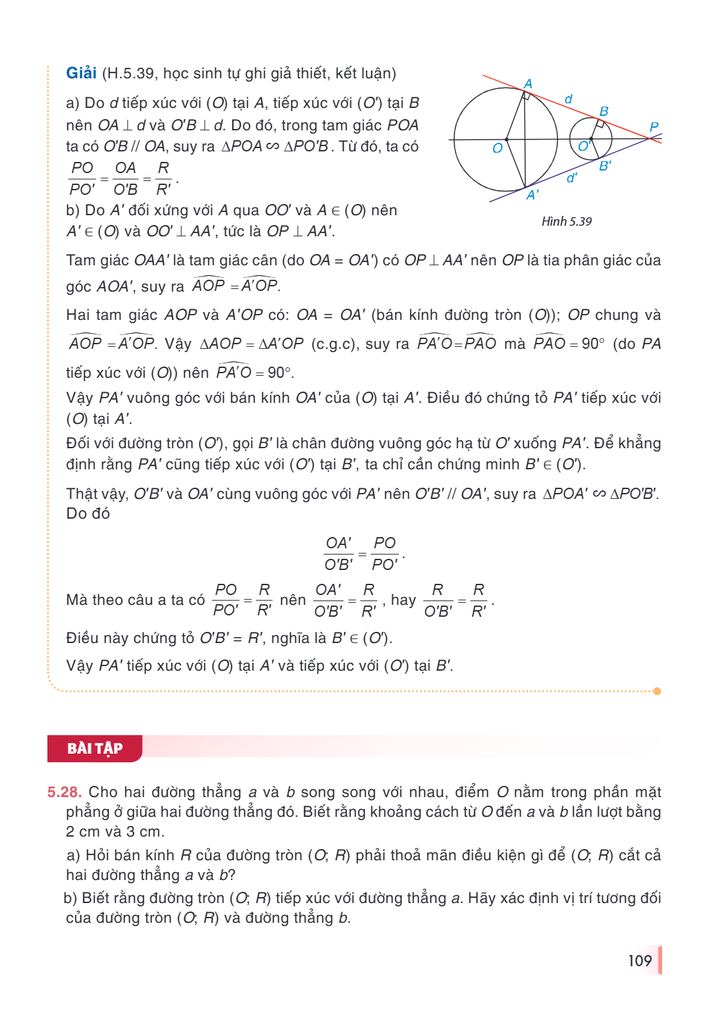 Giải (H.5.39, học sinh tự ghi giả thiết, kết luận)
a) Do d tiếp xúc với (O) tại A, tiếp xúc với (O') tại B
nên OA ⊥ d và O'B ⊥ d. Do đó, trong tam giác POA
ta có O'B // OA, suy ra ΔPOA ∽ ΔPO'B. Từ đó, ta có
PO/PO' = OA/O'B = R/R'.
b) Do A' đối xứng với A qua OO' và A ∈ (O) nên
A' ∈ (O) và OO' ⊥ AA', tức là OP ⊥ AA'.
A
d
B
P
O
O'
B'
d'
A'
Hình 5.39
Tam giác OAA' là tam giác cân (do OA = OA') có OP ⊥ AA' nên OP là tia phân giác của
góc AOA', suy ra AOP = A'OP.
Hai tam giác AOP và A'OP có: OA = OA' (bán kính đường tròn (O)); OP chung và
AOP = A'OP. Vậy ΔAOP = ΔA'OP (c.g.c), suy ra PA'O = PAO mà PAO = 90° (do PA
tiếp xúc với (O)) nên PA'O = 90°.
Vậy PA' vuông góc với bán kính OA' của (O) tại A'. Điều đó chứng tỏ PA' tiếp xúc với
(O) tại A'.
Đối với đường tròn (O'), gọi B' là chân đường vuông góc hạ từ O' xuống PA'. Để khẳng
định rằng PA' cũng tiếp xúc với (O') tại B', ta chỉ cần chứng minh B' ∈ (O').
Thật vậy, O'B' và OA' cùng vuông góc với PA' nên O'B' // OA', suy ra ΔPOA' ∽ ΔPO'B'.
Do đó
OA'/O'B' = PO/PO'.
Mà theo câu a ta có PO/PO' = R/R' nên OA'/O'B' = R/R', hay R/O'B' = R/R'.
Điều này chứng tỏ O'B' = R', nghĩa là B' ∈ (O').
Vậy PA' tiếp xúc với (O) tại A' và tiếp xúc với (O') tại B'.
BÀI TẬP
5.28. Cho hai đường thẳng a và b song song với nhau, điểm O nằm trong phần mặt
phẳng ở giữa hai đường thẳng đó. Biết rằng khoảng cách từ O đến a và b lần lượt bằng
2 cm và 3 cm.
a) Hỏi bán kính R của đường tròn (O; R) phải thoả mãn điều kiện gì để (O; R) cắt cả
hai đường thẳng a và b?
b) Biết rằng đường tròn (O; R) tiếp xúc với đường thẳng a. Hãy xác định vị trí tương đối
của đường tròn (O; R) và đường thẳng b.
109